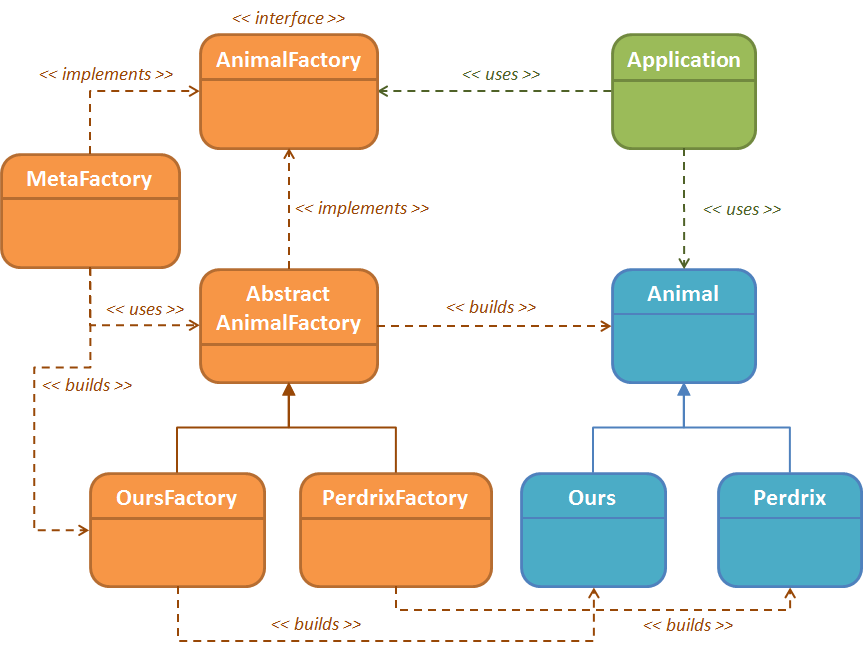 << interface >>
AnimalFactory
Application
<< implements >>
<< uses >>
MetaFactory
<< implements >>
<< uses >>
Abstract
AnimalFactory
Animal
<< uses >>
<< builds >>
<< builds >>
OursFactory
PerdrixFactory
Ours
Perdrix
<< builds >>
<< builds >>